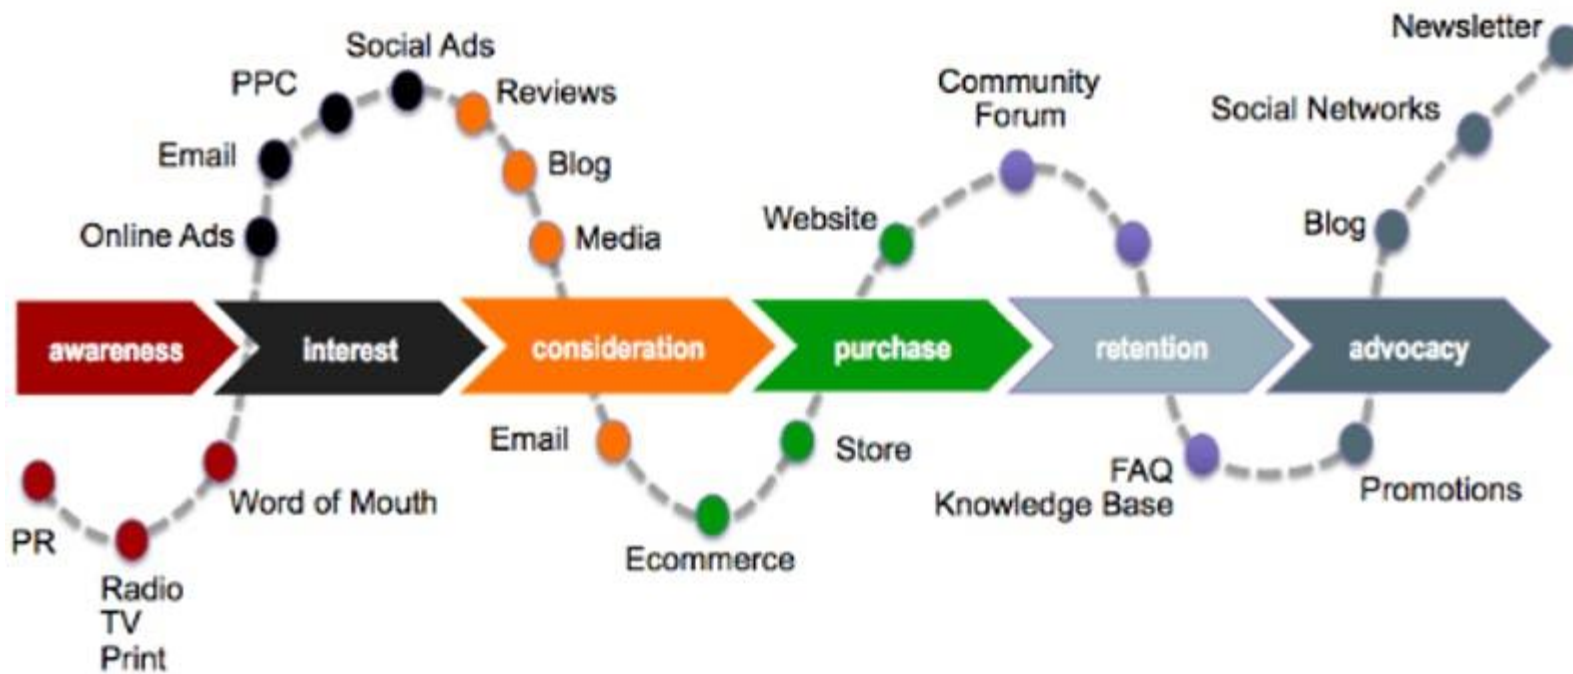 Social Ads
PPC
Reviews
Email
Blog
Online Ads
Media
Community
Forum
Website
Newsletter
Social Networks
Blog
awareness
interest
consideration
purchase
retention
advocacy
PR
Radio
TV
Print
Word of Mouth
Email
Ecommerce
Store
FAQ
Knowledge Base
Promotions